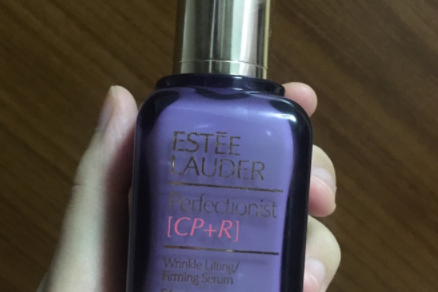 ESTĒE
LAUDER
Perfectionist
[CP+R]
Wrinkle Lifting/
Firming Serum